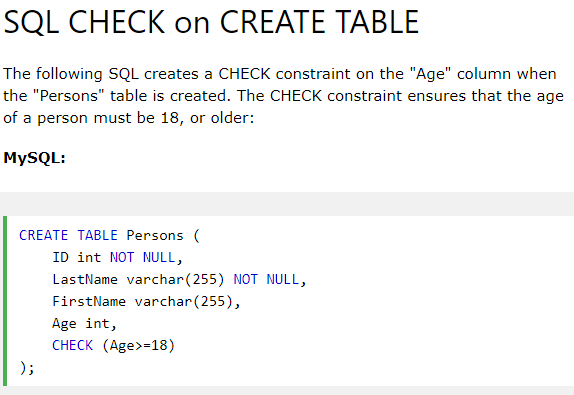 SQL CHECK on CREATE TABLE
The following SQL creates a CHECK constraint on the "Age" column when
the "Persons" table is created. The CHECK constraint ensures that the age
of a person must be 18, or older:
MySQL:
CREATE TABLE Persons (
    ID int NOT NULL,
    LastName varchar(255) NOT NULL,
    FirstName varchar(255),
    Age int,
    CHECK (Age>=18)
);